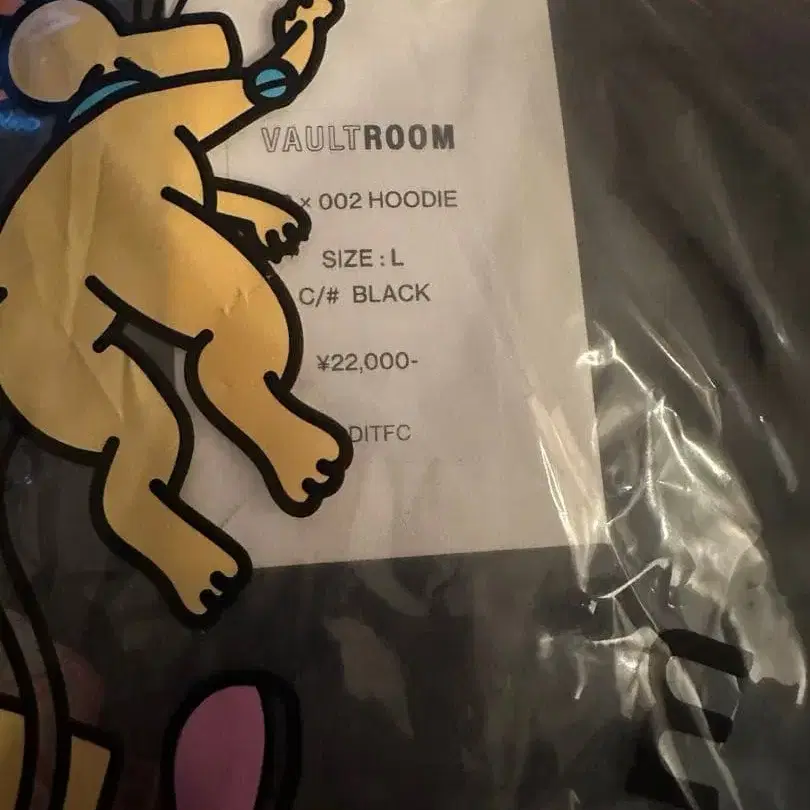 VAULTROOM
× 002 HOODIE
SIZE : L
C/# BLACK
¥22,000-
DITFC